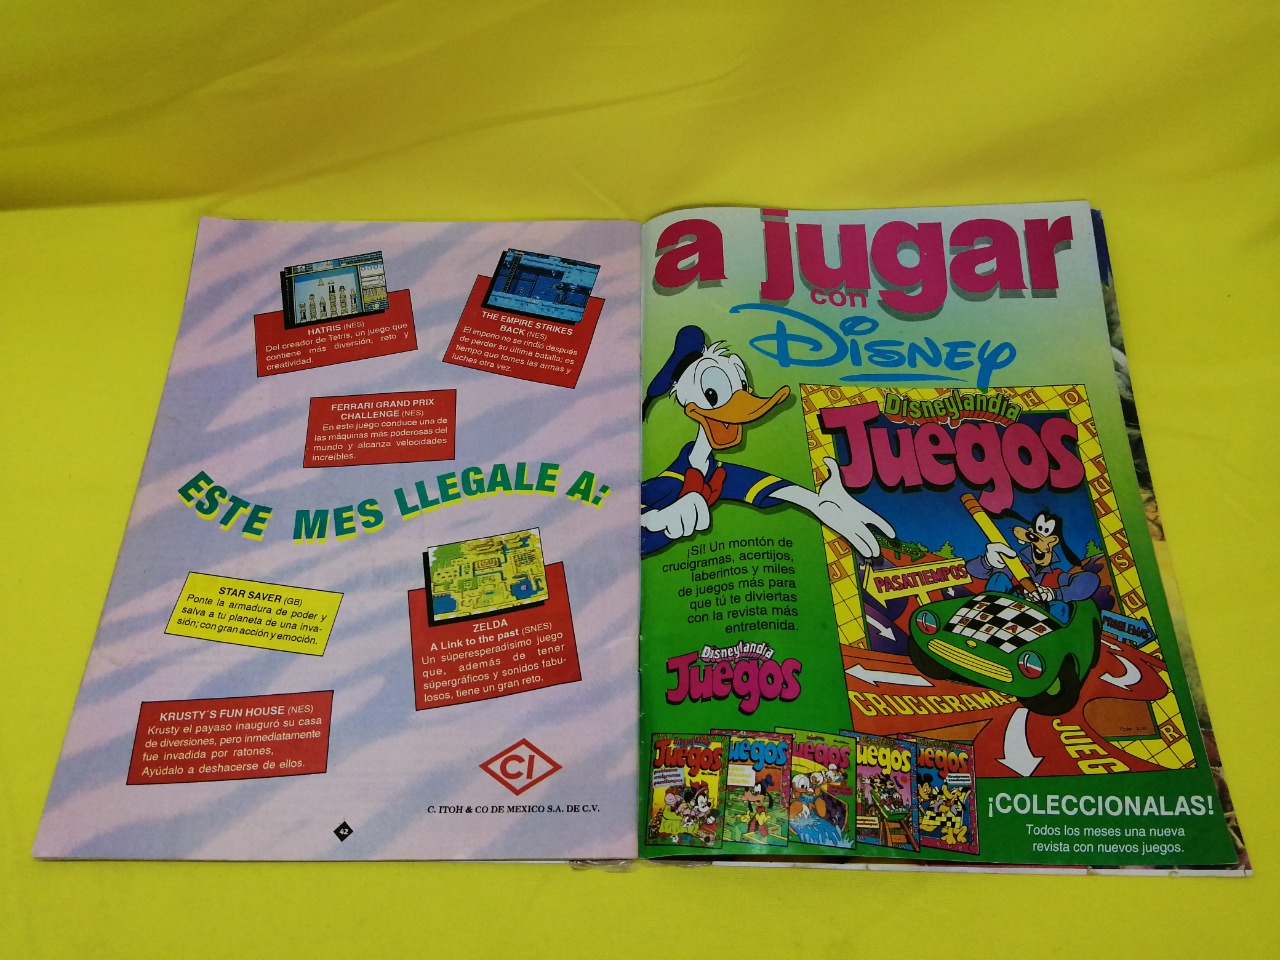 HATRIS (NES)
Del creador de Tetris, un juego que
contiene más diversión, reto y
creatividad.
THE EMPIRE STRIKES
BACK (NES)
El imperio no se rindió después
de perder su última batalla; es
tiempo que tomes las armas y
luches otra vez.
FERRARI GRAND PRIX
CHALLENGE (NES)
En este juego conduce una de
las máquinas más poderosas del
mundo y alcanza velocidades
increíbles.
ESTE MES LLEGALE A:
STAR SAVER (GB)
Ponte la armadura de poder y
salva a tu planeta de una inva-
sión; con gran acción y emoción.
ZELDA
A Link to the past (SNES)
Un súperesperadísimo juego
que, además de tener
súpergráficos y sonidos fabu-
losos, tiene un gran reto.
KRUSTY´S FUN HOUSE (NES)
Krusty el payaso inauguró su casa
de diversiones, pero inmediatamente
fue invadida por ratones,
Ayúdalo a deshacerse de ellos.
CI
C. ITOH & CO DE MEXICO S.A. DE C.V.
42
a jugar
con
Disney
Disneylandia
Juegos
PASATIEMPOS
PROBLEMAS
CRUCIGRAMAS
JUEG
¡SÍ! Un montón de
crucigramas, acertijos,
laberintos y miles
de juegos más para
que tú te diviertas
con la revista más
entretenida.
Disneylandia
Juegos
Juegos
Juegos
Juegos
Juegos
Juegos
¡COLECCIONALAS!
Todos los meses una nueva
revista con nuevos juegos.